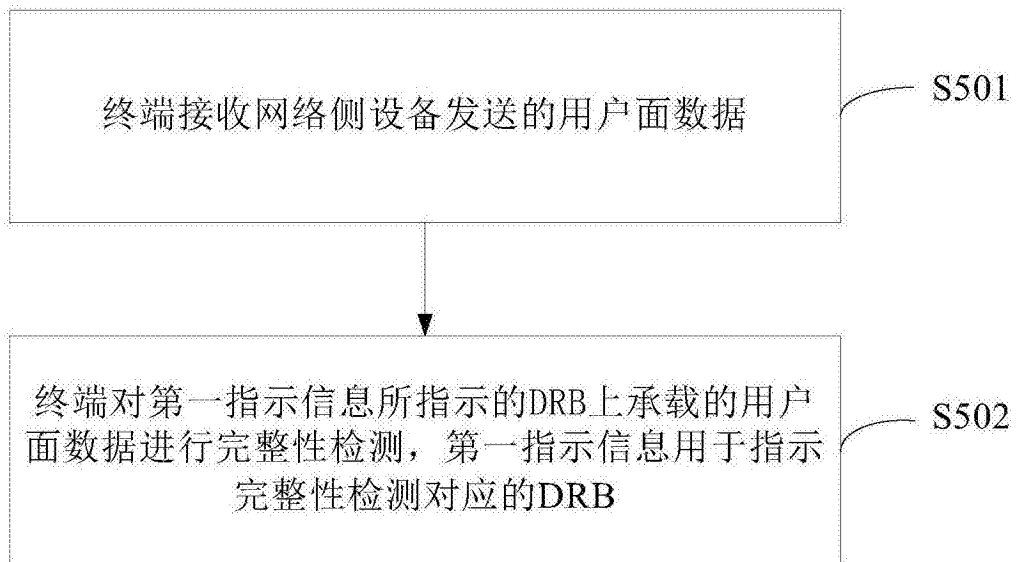 终端接收网络侧设备发送的用户面数据
S501
终端对第一指示信息所指示的DRB上承载的用户
面数据进行完整性检测，第一指示信息用于指示
完整性检测对应的DRB
S502